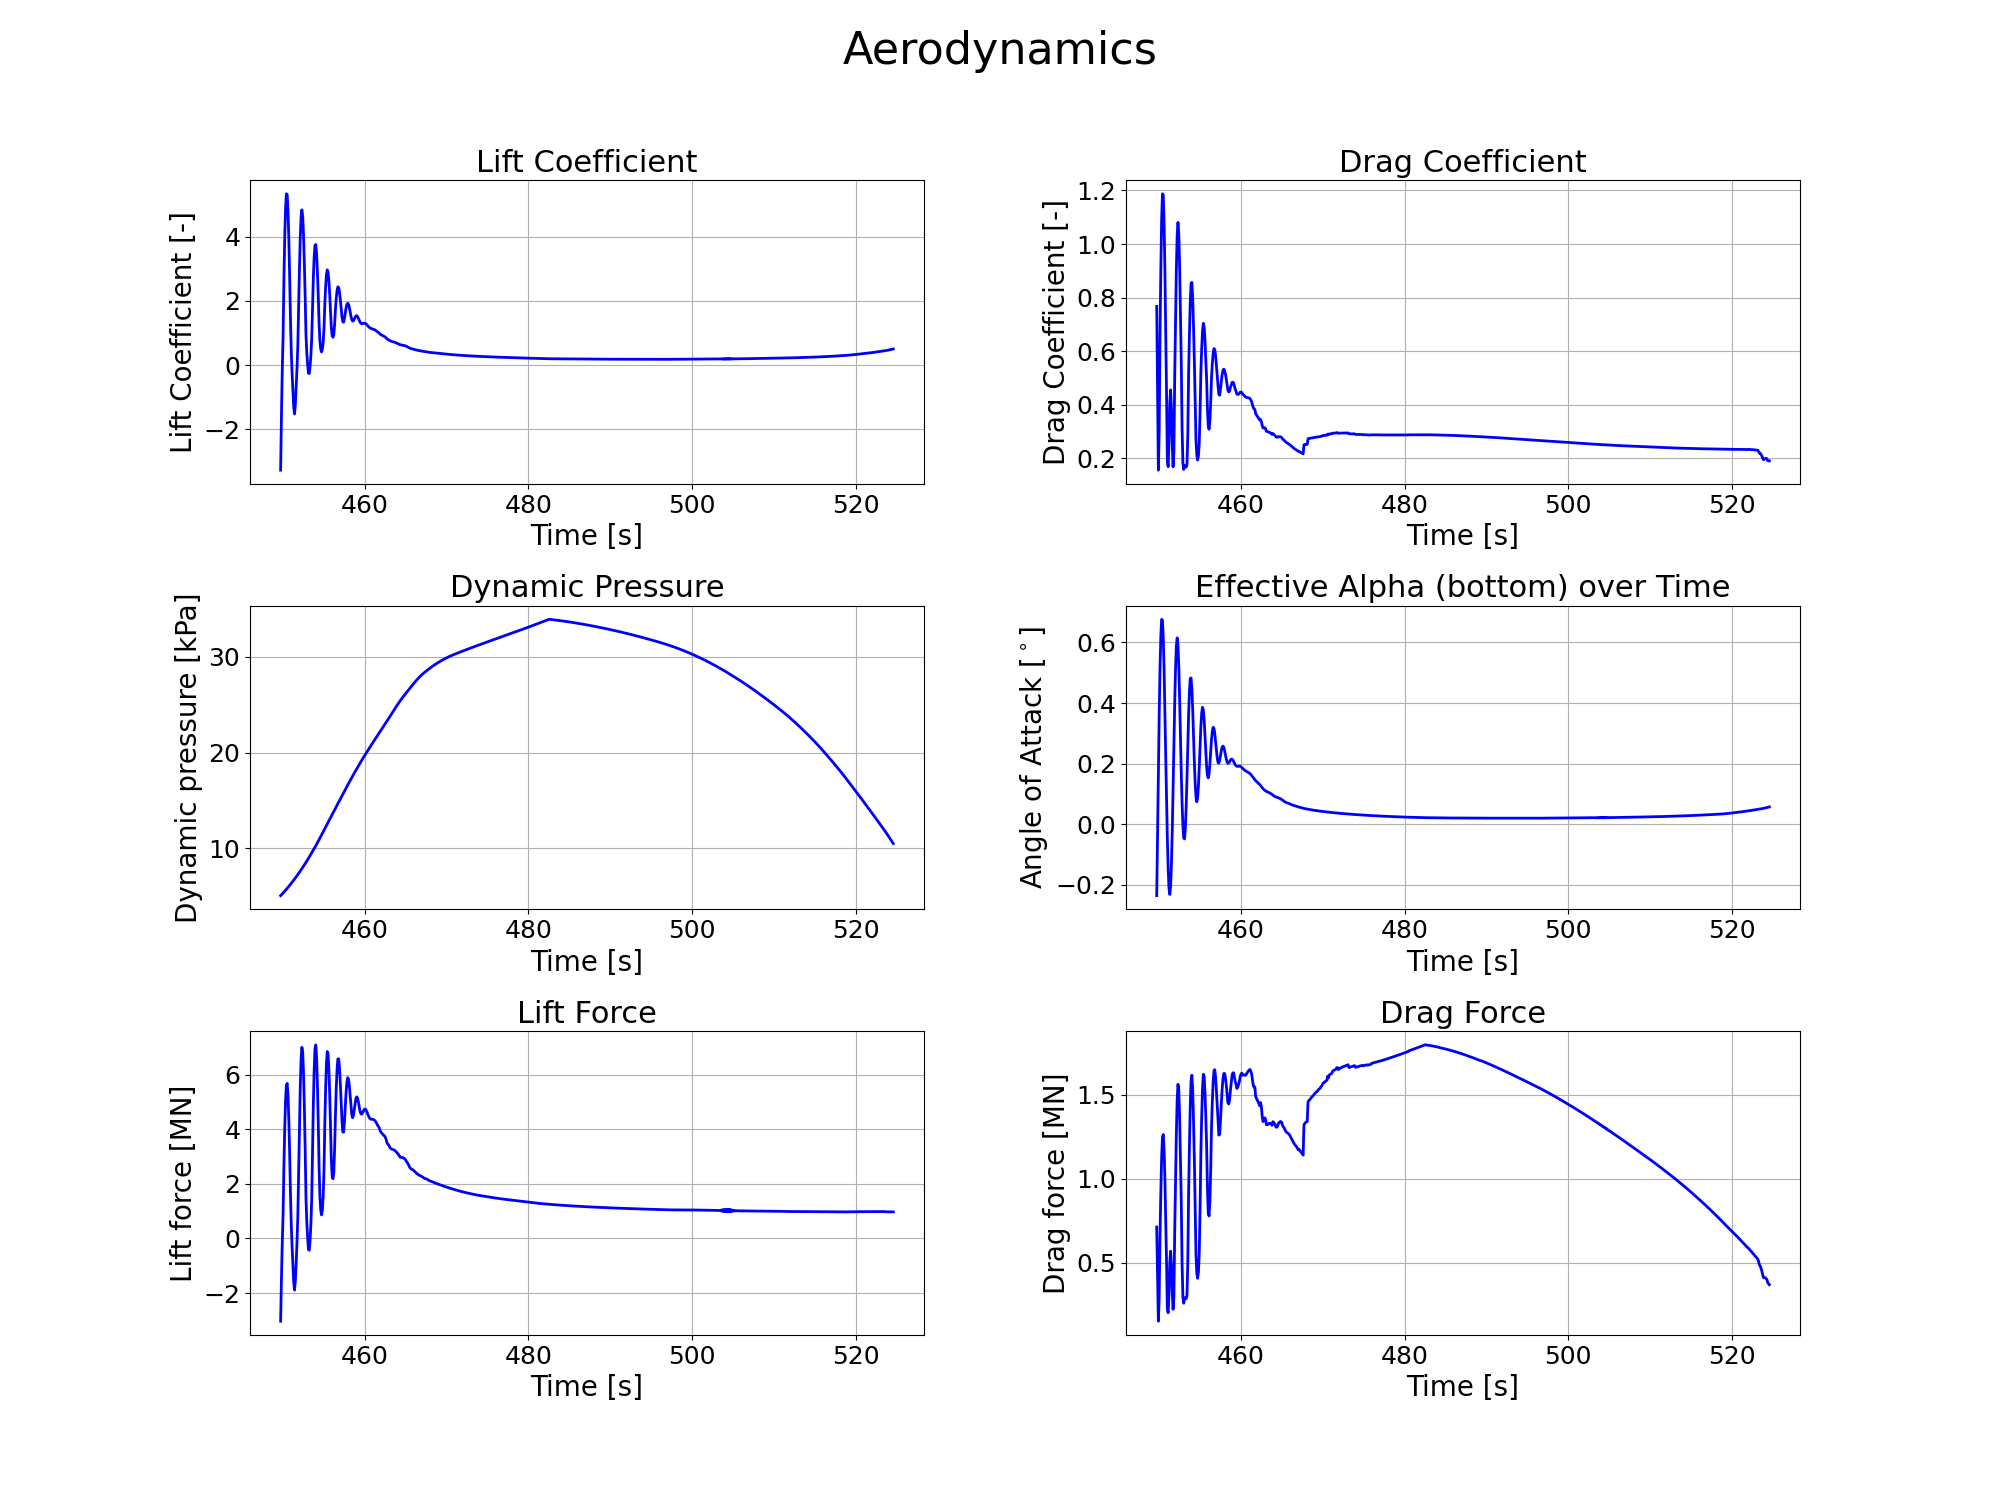 Aerodynamics
Lift Coefficient
Lift Coefficient [-]
4
2
0
−2
460 480 500 520
Time [s]
Drag Coefficient
Drag Coefficient [-]
1.2
1.0
0.8
0.6
0.4
0.2
460 480 500 520
Time [s]
Dynamic Pressure
Dynamic pressure [kPa]
30
20
10
460 480 500 520
Time [s]
Effective Alpha (bottom) over Time
Angle of Attack [°]
0.6
0.4
0.2
0.0
−0.2
460 480 500 520
Time [s]
Lift Force
Lift force [MN]
6
4
2
0
−2
460 480 500 520
Time [s]
Drag Force
Drag force [MN]
1.5
1.0
0.5
460 480 500 520
Time [s]